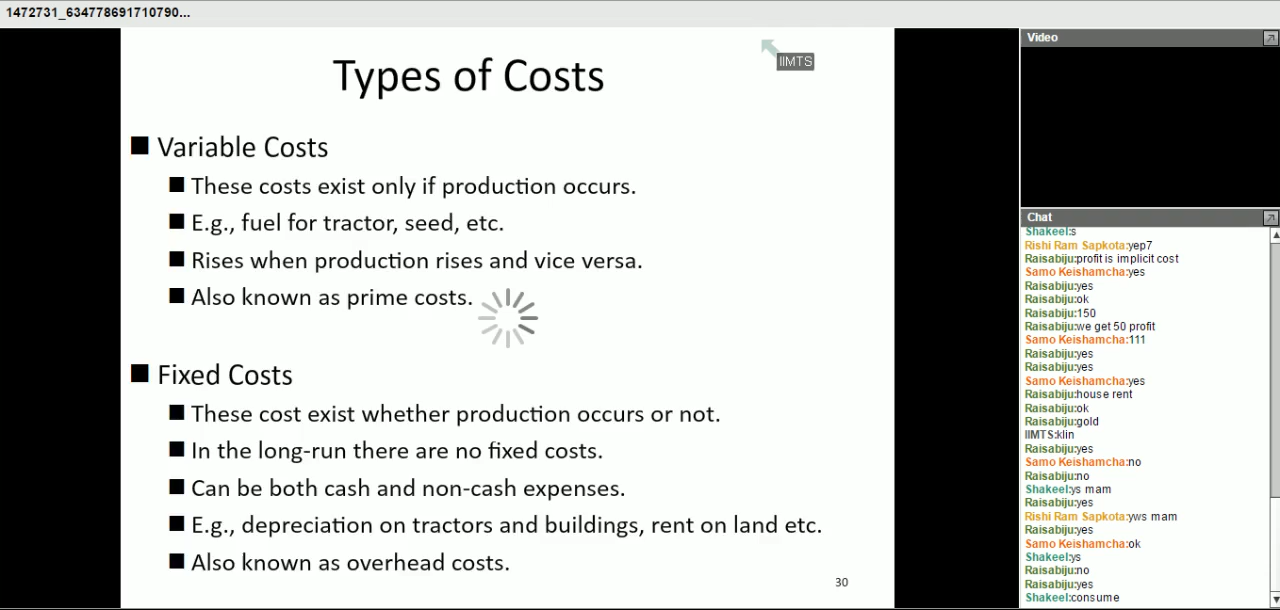 1472731_634778691710790...
Types of Costs
IIMTS
Variable Costs
These costs exist only if production occurs.
E.g., fuel for tractor, seed, etc.
Rises when production rises and vice versa.
Also known as prime costs.
Fixed Costs
These cost exist whether production occurs or not.
In the long-run there are no fixed costs.
Can be both cash and non-cash expenses.
E.g., depreciation on tractors and buildings, rent on land etc.
Also known as overhead costs.
30
Video
Chat
Shakeel:s
Rishi Ram Sapkota:yep7
Raisabiju:profit is implicit cost
Samo Keishamcha:yes
Raisabiju:yes
Raisabiju:ok
Raisabiju:150
Raisabiju:we get 50 profit
Samo Keishamcha:111
Raisabiju:yes
Raisabiju:yes
Samo Keishamcha:yes
Raisabiju:house rent
Raisabiju:ok
Raisabiju:gold
IIMTS:klin
Raisabiju:yes
Samo Keishamcha:no
Raisabiju:no
Shakeel:ys mam
Raisabiju:yes
Rishi Ram Sapkota:yws mam
Raisabiju:yes
Samo Keishamcha:ok
Shakeel:ys
Raisabiju:no
Raisabiju:yes
Shakeel:consume